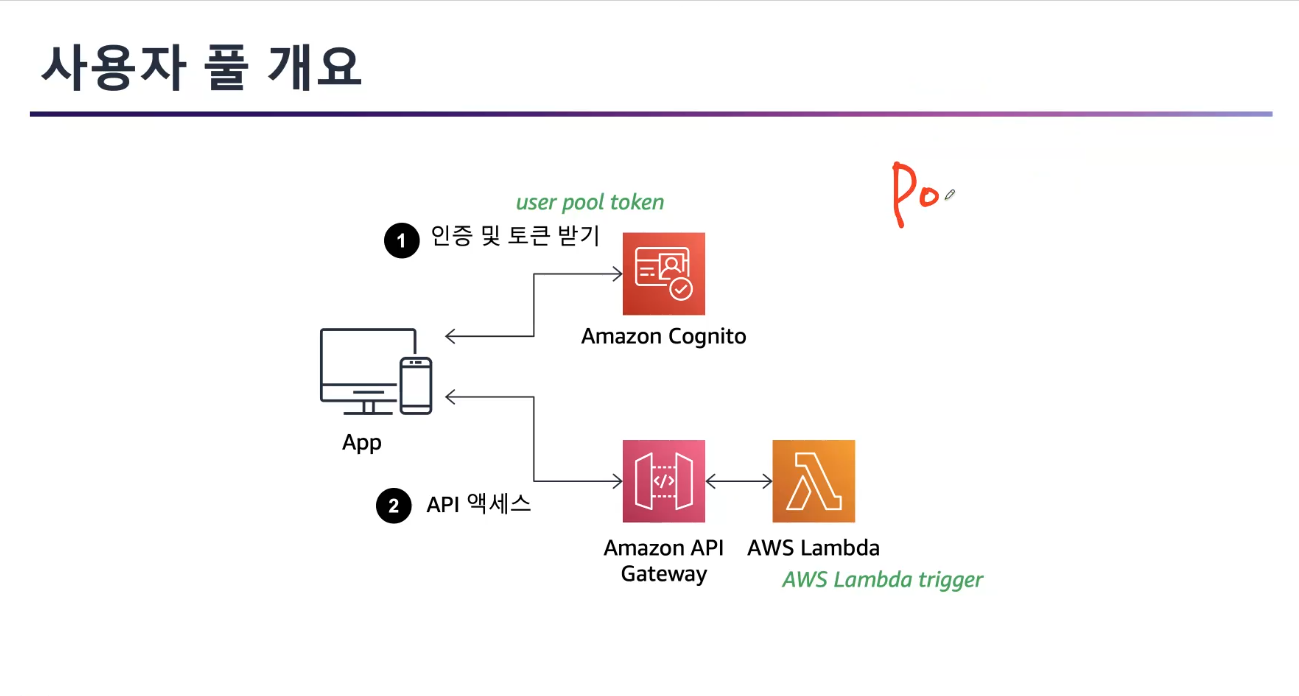 사용자 풀 개요
Po
user pool token
1 인증 및 토큰 받기
Amazon Cognito
App
2 API 액세스
Amazon API
Gateway
AWS Lambda
AWS Lambda trigger